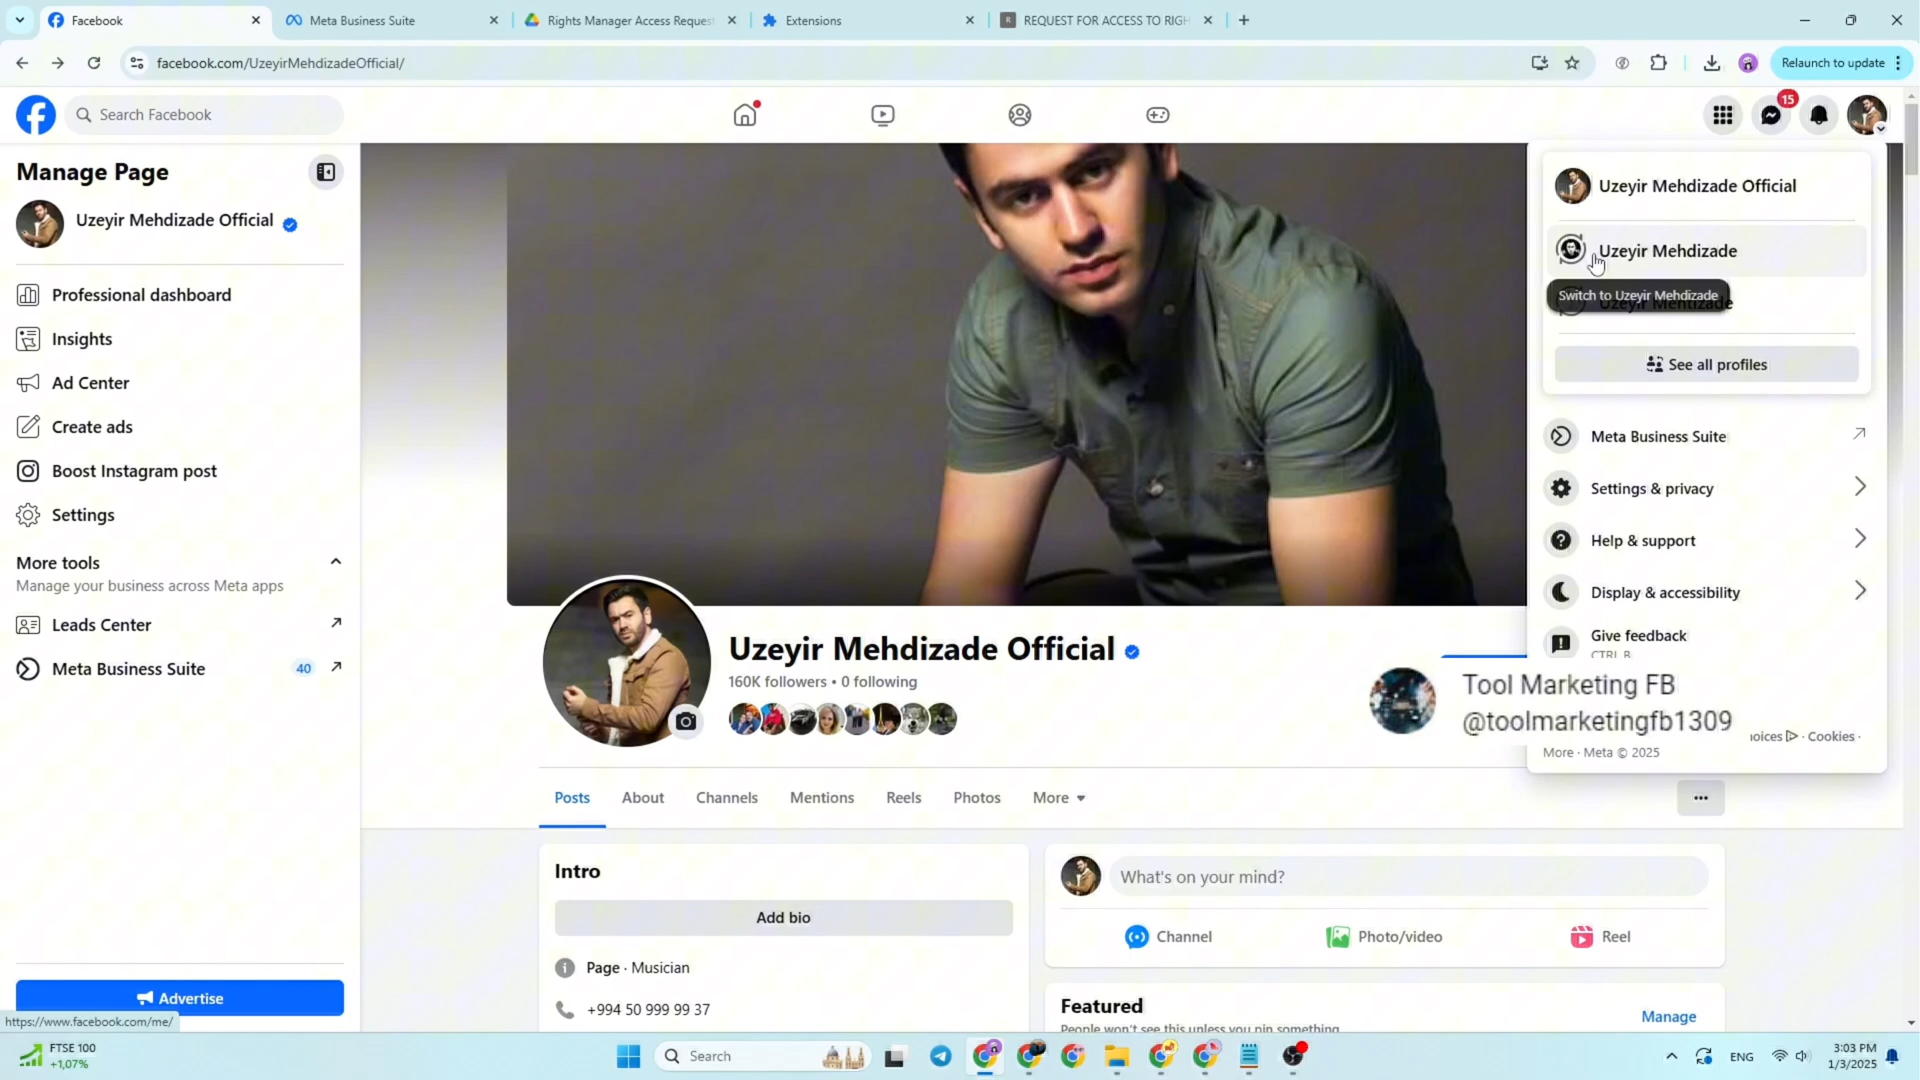 Facebook
Meta Business Suite
Rights Manager Access Request
Extensions
REQUEST FOR ACCESS TO RIGH
facebook.com/UzeyirMehdizadeOfficial/
Relaunch to update
Search Facebook
15
Manage Page
Uzeyir Mehdizade Official
Professional dashboard
Insights
Ad Center
Create ads
Boost Instagram post
Settings
More tools
Manage your business across Meta apps
Leads Center
Meta Business Suite
40
Advertise
https://www.facebook.com/me/
Uzeyir Mehdizade Official
160K followers • 0 following
Posts
About
Channels
Mentions
Reels
Photos
More
Intro
Add bio
Page · Musician
+994 50 999 99 37
What's on your mind?
Channel
Photo/video
Reel
Featured
Manage
People won't see this unless you pin something.
Uzeyir Mehdizade Official
Uzeyir Mehdizade
Switch to Uzeyir Mehdizade
See all profiles
Meta Business Suite
Settings & privacy
Help & support
Display & accessibility
Give feedback
CTRL B
Tool Marketing FB
@toolmarketingfb1309
oices · Cookies ·
More · Meta © 2025
FTSE 100
+1,07%
Search
ENG
3:03 PM
1/3/2025